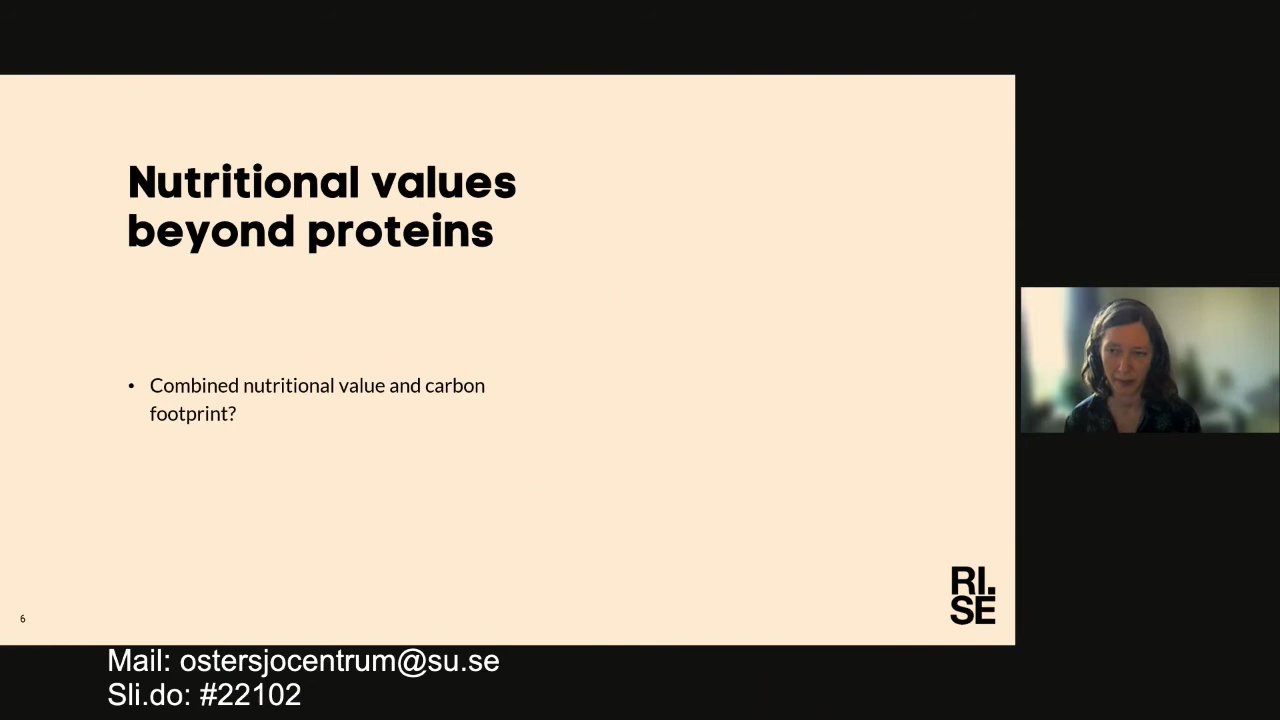 Nutritional values
beyond proteins
• Combined nutritional value and carbon
footprint?
RI.
SE
6
Mail: ostersjocentrum@su.se
Sli.do: #22102